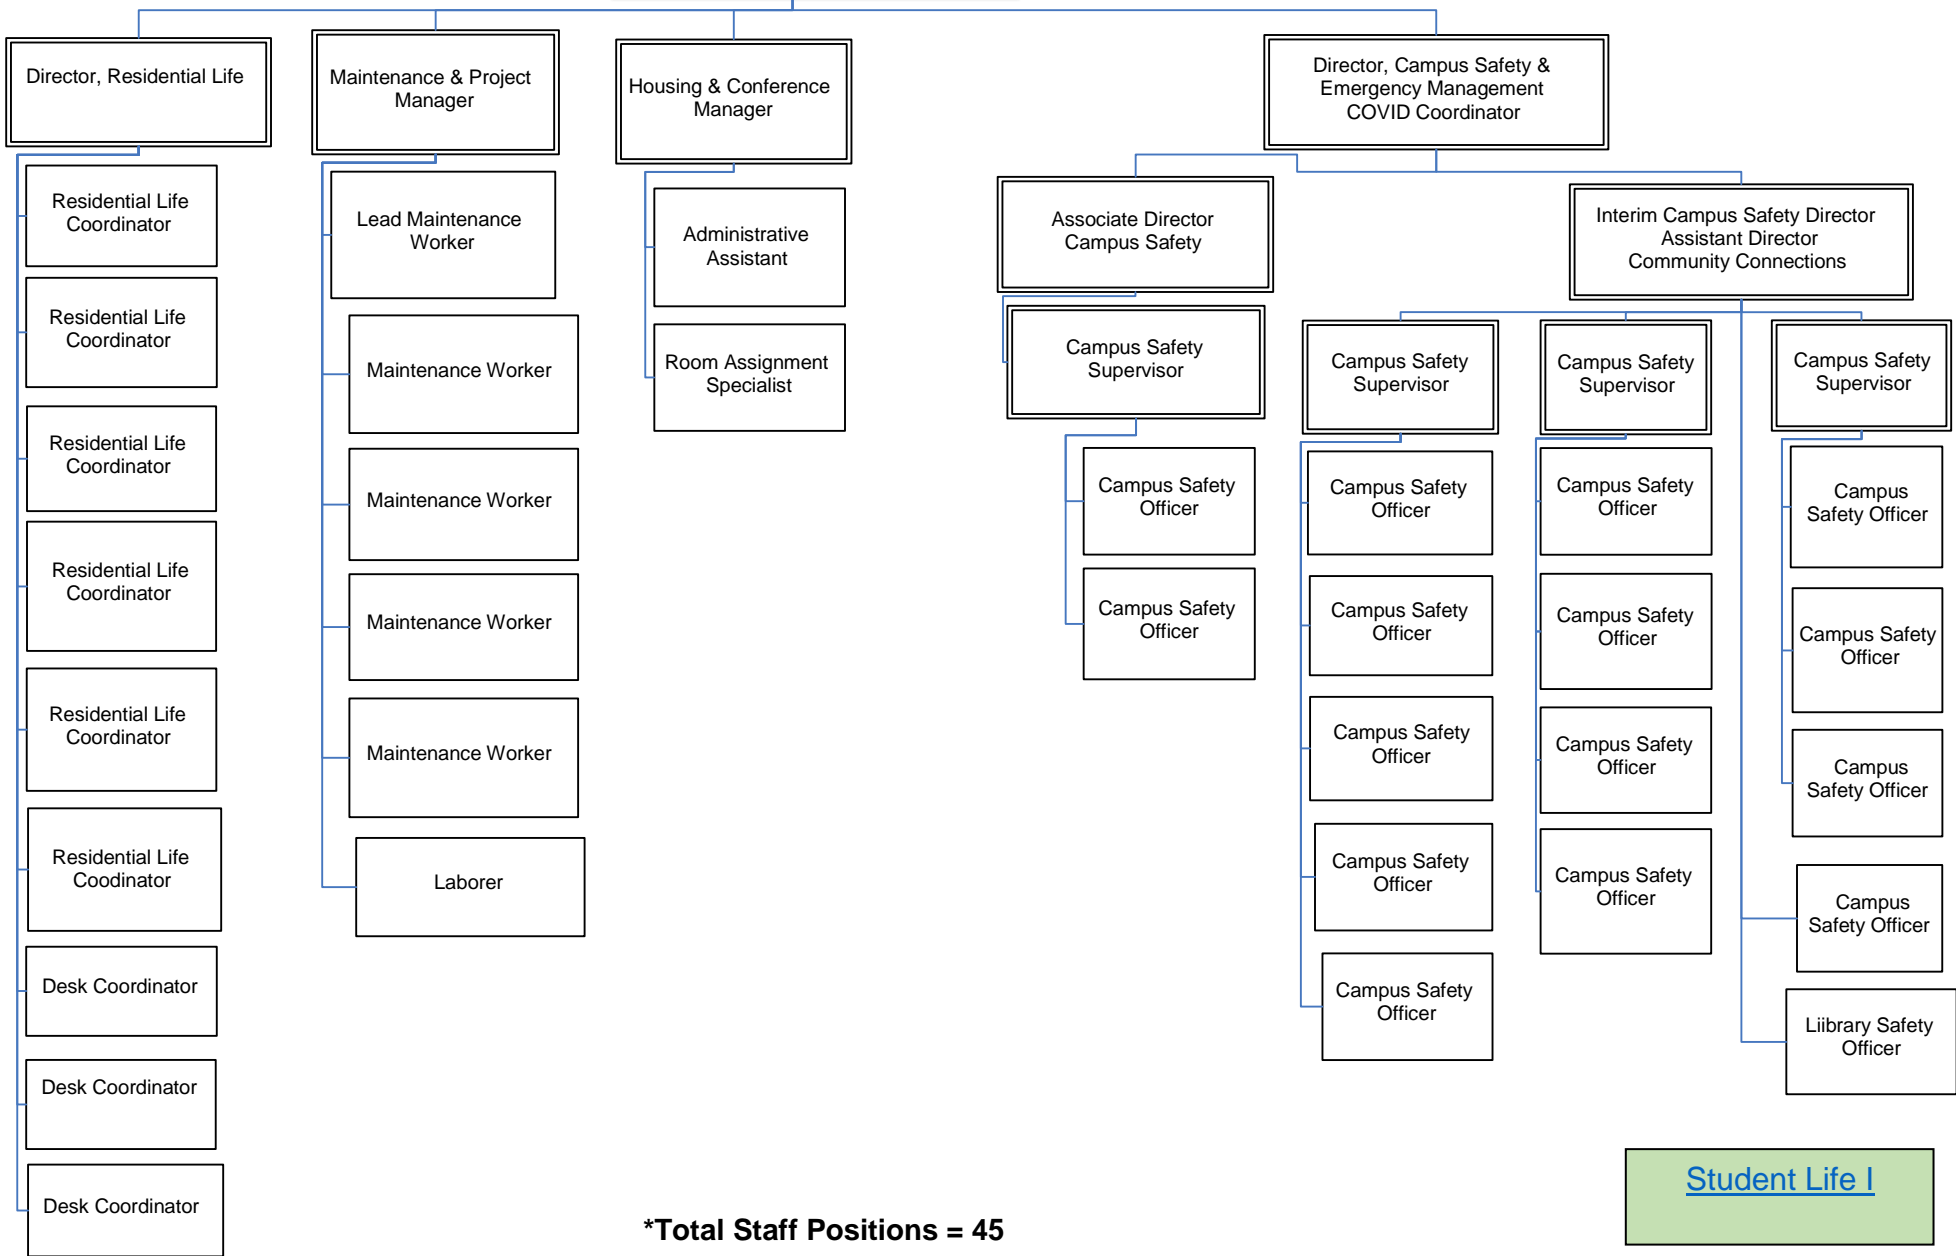 Director, Residential Life
Maintenance & Project
Manager
Housing & Conference
Manager
Director, Campus Safety &
Emergency Management
COVID Coordinator
Residential Life
Coordinator
Residential Life
Coordinator
Residential Life
Coordinator
Residential Life
Coordinator
Residential Life
Coordinator
Residential Life
Coodinator
Desk Coordinator
Desk Coordinator
Desk Coordinator
Lead Maintenance
Worker
Maintenance Worker
Maintenance Worker
Maintenance Worker
Maintenance Worker
Laborer
Administrative
Assistant
Room Assignment
Specialist
Associate Director
Campus Safety
Interim Campus Safety Director
Assistant Director
Community Connections
Campus Safety
Supervisor
Campus Safety
Officer
Campus Safety
Officer
Campus Safety
Supervisor
Campus Safety
Officer
Campus Safety
Officer
Campus Safety
Officer
Campus Safety
Officer
Campus Safety
Officer
Campus Safety
Supervisor
Campus Safety
Officer
Campus Safety
Officer
Campus Safety
Officer
Campus Safety
Officer
Campus Safety
Supervisor
Campus
Safety Officer
Campus Safety
Officer
Campus
Safety Officer
Campus
Safety Officer
Liibrary Safety
Officer
Student Life I
*Total Staff Positions = 45